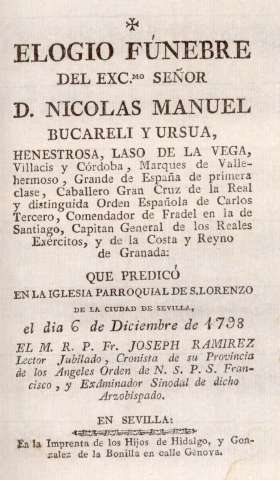 ✠
ELOGIO FÚNEBRE
DEL EXC.MO SEÑOR
D. NICOLAS MANUEL
BUCARELI Y URSUA,
HENESTROSA, LASO DE LA VEGA,
Villacis y Córdoba, Marques de Valle-
hermoso, Grande de España de primera
clase, Caballero Gran Cruz de la Real
y distinguida Orden Española de Carlos
Tercero, Comendador de Fradel en la de
Santiago, Capitan General de los Reales
Exércitos, y de la Costa y Reyno
de Granada:
QUE PREDICÓ
EN LA IGLESIA PARROQUIAL DE S. LORENZO
DE LA CIUDAD DE SEVILLA,
el dia 6 de Diciembre de 1798
EL M. R. P. Fr. JOSEPH RAMIREZ
Lector Jubilado, Cronista de su Provincia
de los Angeles Orden de N. S. P. S. Fran-
cisco, y Exâminador Sinodal de dicho
Arzobispado.
EN SEVILLA:
En la Imprenta de los Hijos de Hidalgo, y Gon-
zalez de la Bonilla en calle Génova.